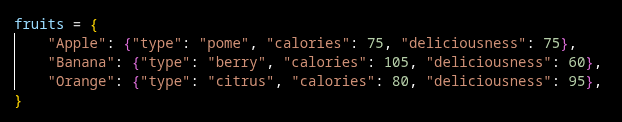 fruits = {
    "Apple": {"type": "pome", "calories": 75, "deliciousness": 75},
    "Banana": {"type": "berry", "calories": 105, "deliciousness": 60},
    "Orange": {"type": "citrus", "calories": 80, "deliciousness": 95},
}